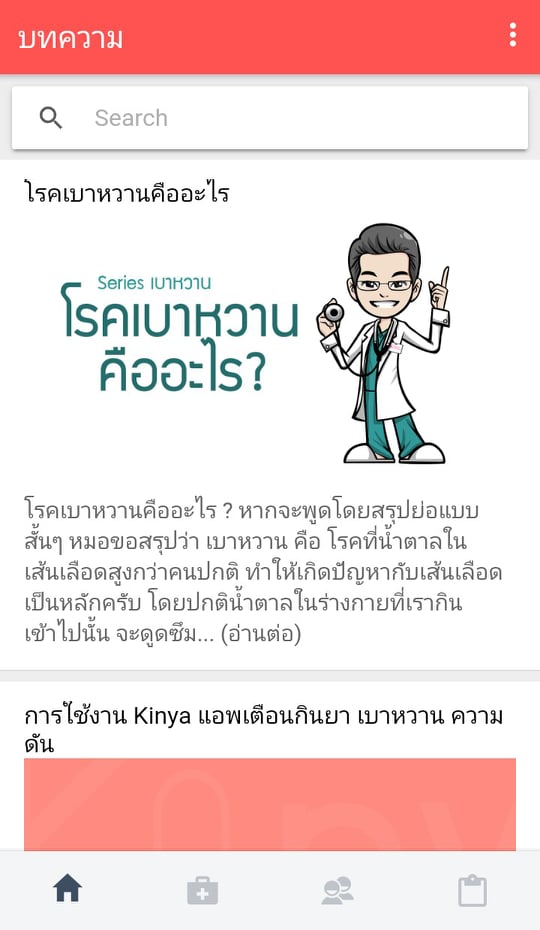 บทความ
Search
โรคเบาหวานคืออะไร
Series เบาหวาน
โรคเบาหวาน
คืออะไร?
โรคเบาหวานคืออะไร ? หากจะพูดโดยสรุปย่อแบบ
สั้นๆ หมอขอสรุปว่า เบาหวาน คือ โรคที่น้ำตาลใน
เส้นเลือดสูงกว่าคนปกติ ทำให้เกิดปัญหากับเส้นเลือด
เป็นหลักครับ โดยปกติน้ำตาลในร่างกายที่เรากิน
เข้าไปนั้น จะดูดซึม... (อ่านต่อ)
การใช้งาน Kinya แอพเตือนกินยา เบาหวาน ความ
ดัน